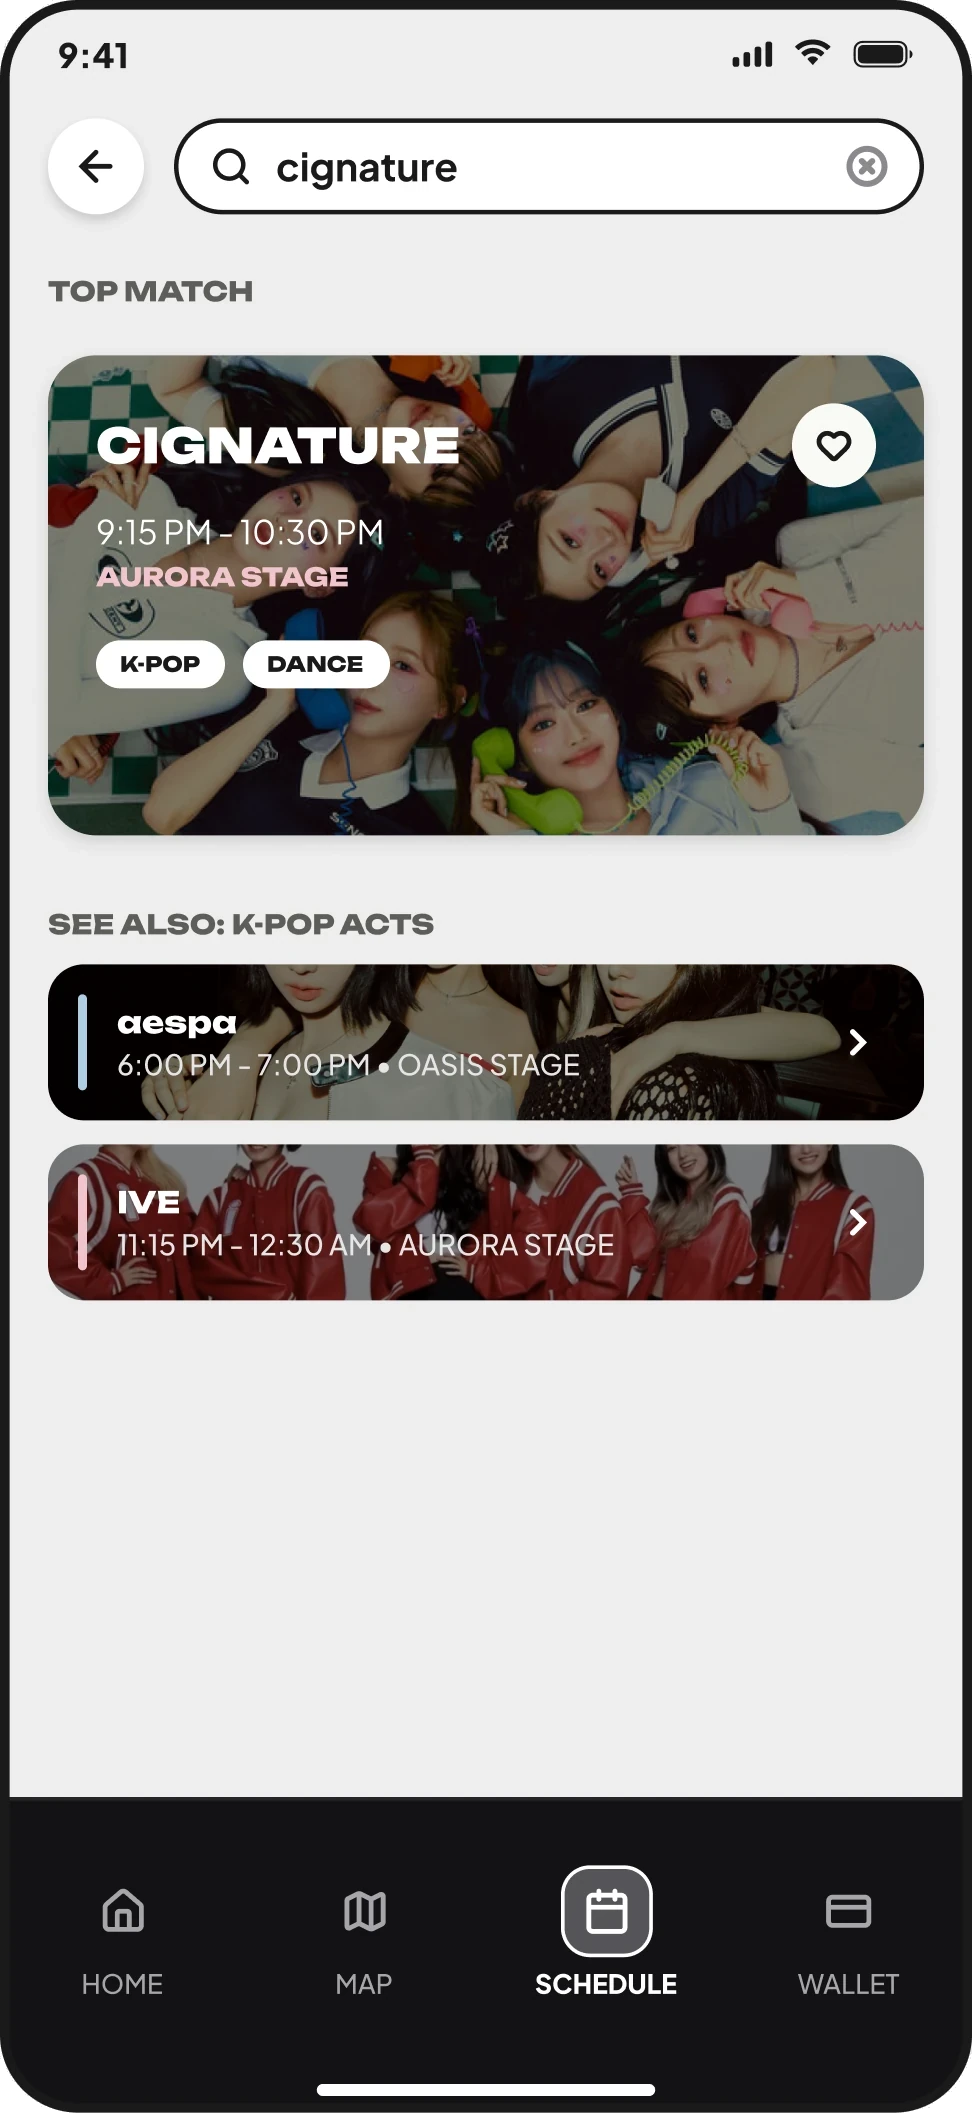 9:41
cignature
TOP MATCH
CIGNATURE
9:15 PM - 10:30 PM
AURORA STAGE
K-POP
DANCE
SEE ALSO: K-POP ACTS
aespa
6:00 PM - 7:00 PM • OASIS STAGE
IVE
11:15 PM - 12:30 AM • AURORA STAGE
HOME
MAP
SCHEDULE
WALLET